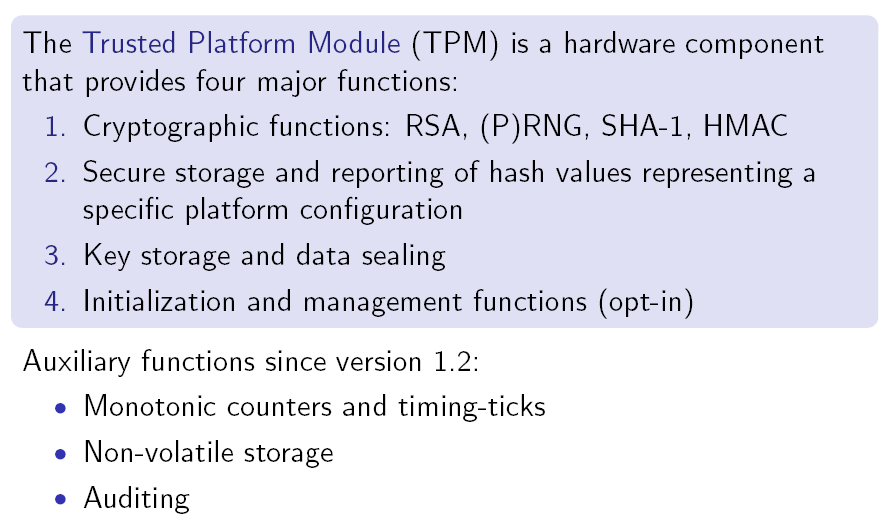 The Trusted Platform Module (TPM) is a hardware component
that provides four major functions:
1. Cryptographic functions: RSA, (P)RNG, SHA-1, HMAC
2. Secure storage and reporting of hash values representing a
specific platform configuration
3. Key storage and data sealing
4. Initialization and management functions (opt-in)
Auxiliary functions since version 1.2:
• Monotonic counters and timing-ticks
• Non-volatile storage
• Auditing